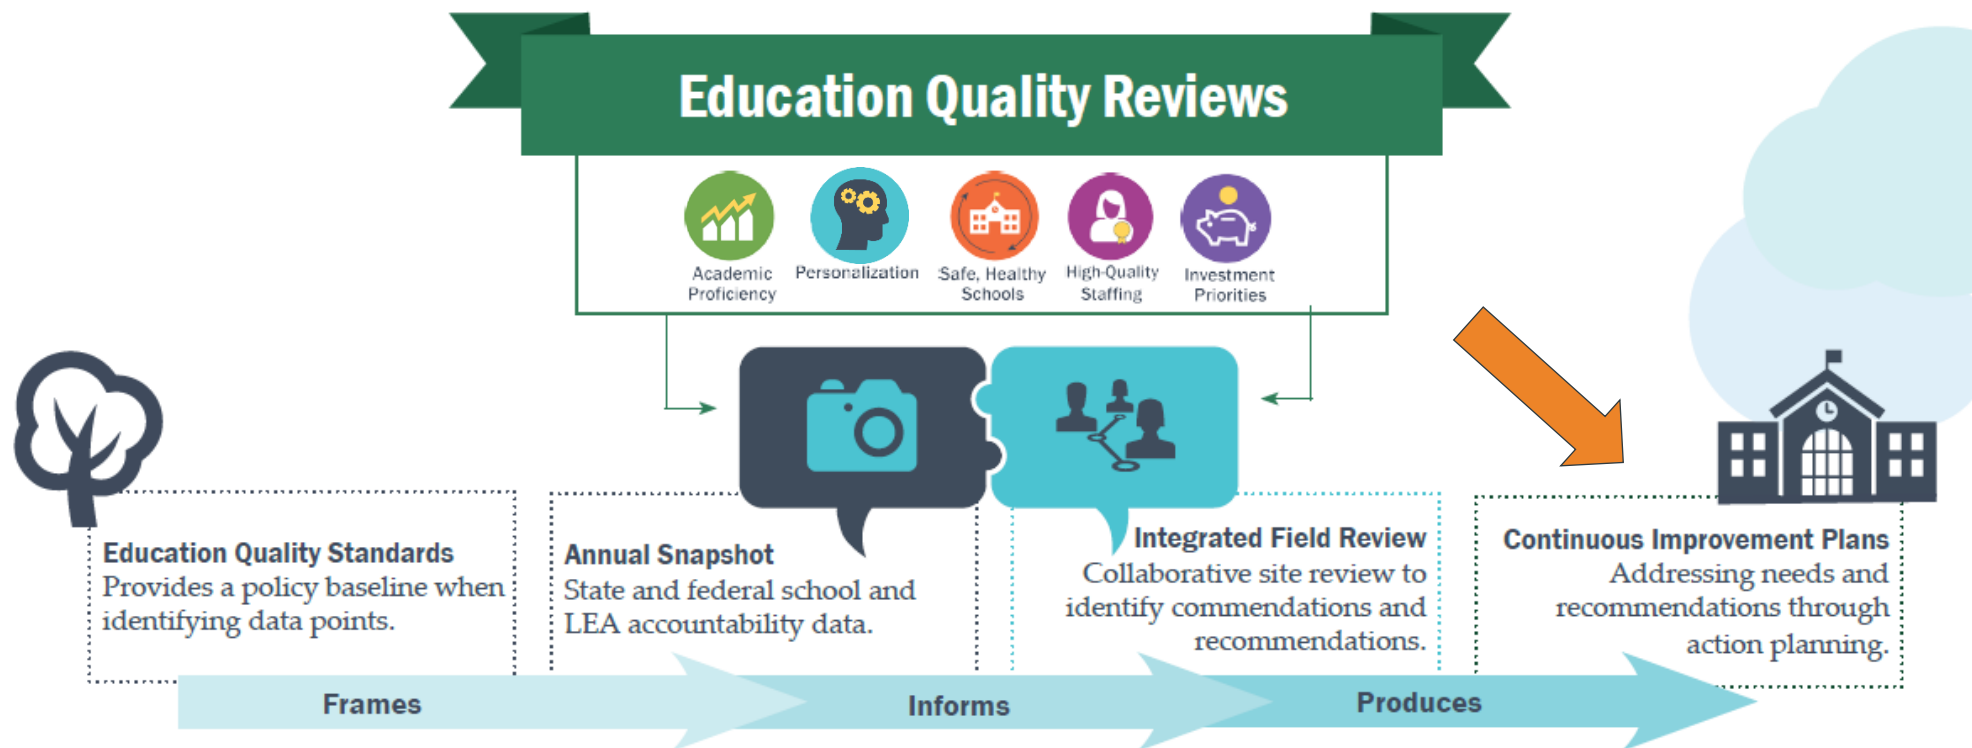 Education Quality Reviews
Academic
Proficiency
Personalization
Safe, Healthy
Schools
High-Quality
Staffing
Investment
Priorities
Education Quality Standards
Provides a policy baseline when
identifying data points.
Annual Snapshot
State and federal school and
LEA accountability data.
Integrated Field Review
Collaborative site review to
identify commendations and
recommendations.
Continuous Improvement Plans
Addressing needs and
recommendations through
action planning.
Frames
Informs
Produces